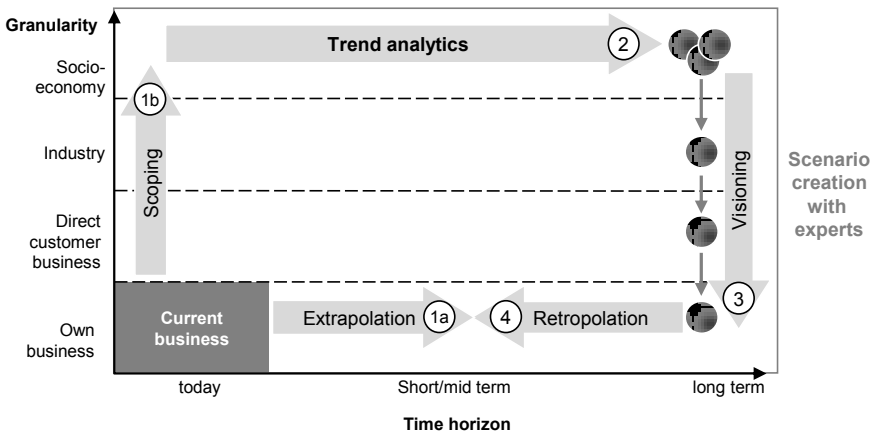 Granularity
Trend analytics
2
Socio-
economy
1b
Industry
Scoping
Visioning
Scenario
creation
with
experts
Direct
customer
business
3
Current
business
Extrapolation
1a
4
Retropolation
Own
business
today
Short/mid term
long term
Time horizon